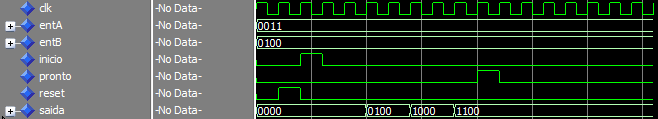 clk -No Data-
entA -No Data- 0011
entB -No Data- 0100
inicio -No Data-
pronto -No Data-
reset -No Data-
saida -No Data- 0000 0100 1000 1100